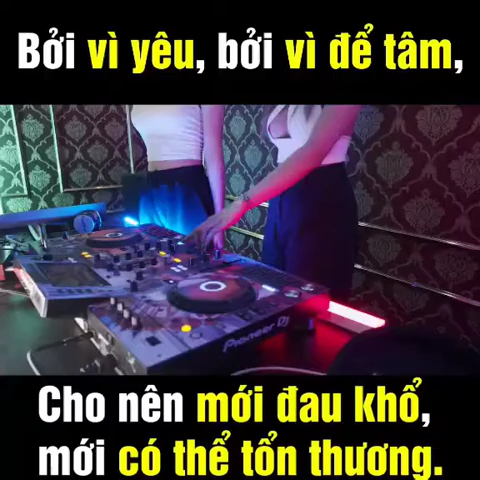 Bởi vì yêu, bởi vì để tâm,
Pioneer Dj
Cho nên mới đau khổ,
mới có thể tổn thương.